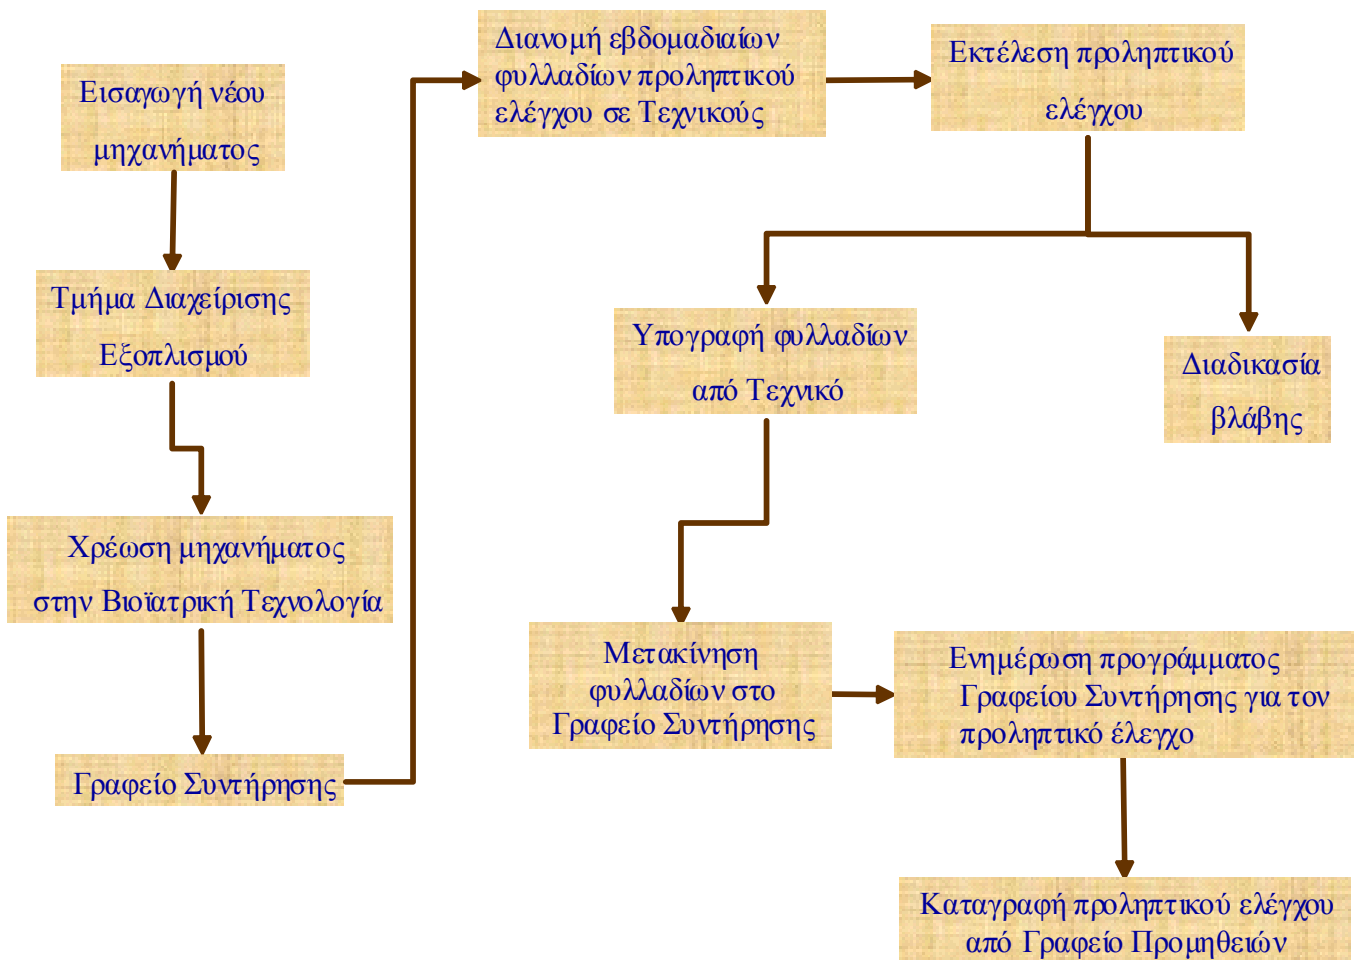 Εισαγωγή νέου
μηχανήματος
Τμήμα Διαχείρισης
Εξοπλισμού
Χρέωση μηχανήματος
στην Βιοϊατρική Τεχνολογία
Γραφείο Συντήρησης
Διανομή εβδομαδιαίων
φυλλαδίων προληπτικού
ελέγχου σε Τεχνικούς
Εκτέλεση προληπτικού
ελέγχου
Υπογραφή φυλλαδίων
από Τεχνικό
Διαδικασία
βλάβης
Μετακίνηση
φυλλαδίων στο
Γραφείο Συντήρησης
Ενημέρωση προγράμματος
Γραφείου Συντήρησης για τον
προληπτικό έλεγχο
Καταγραφή προληπτικού ελέγχου
από Γραφείο Προμηθειών